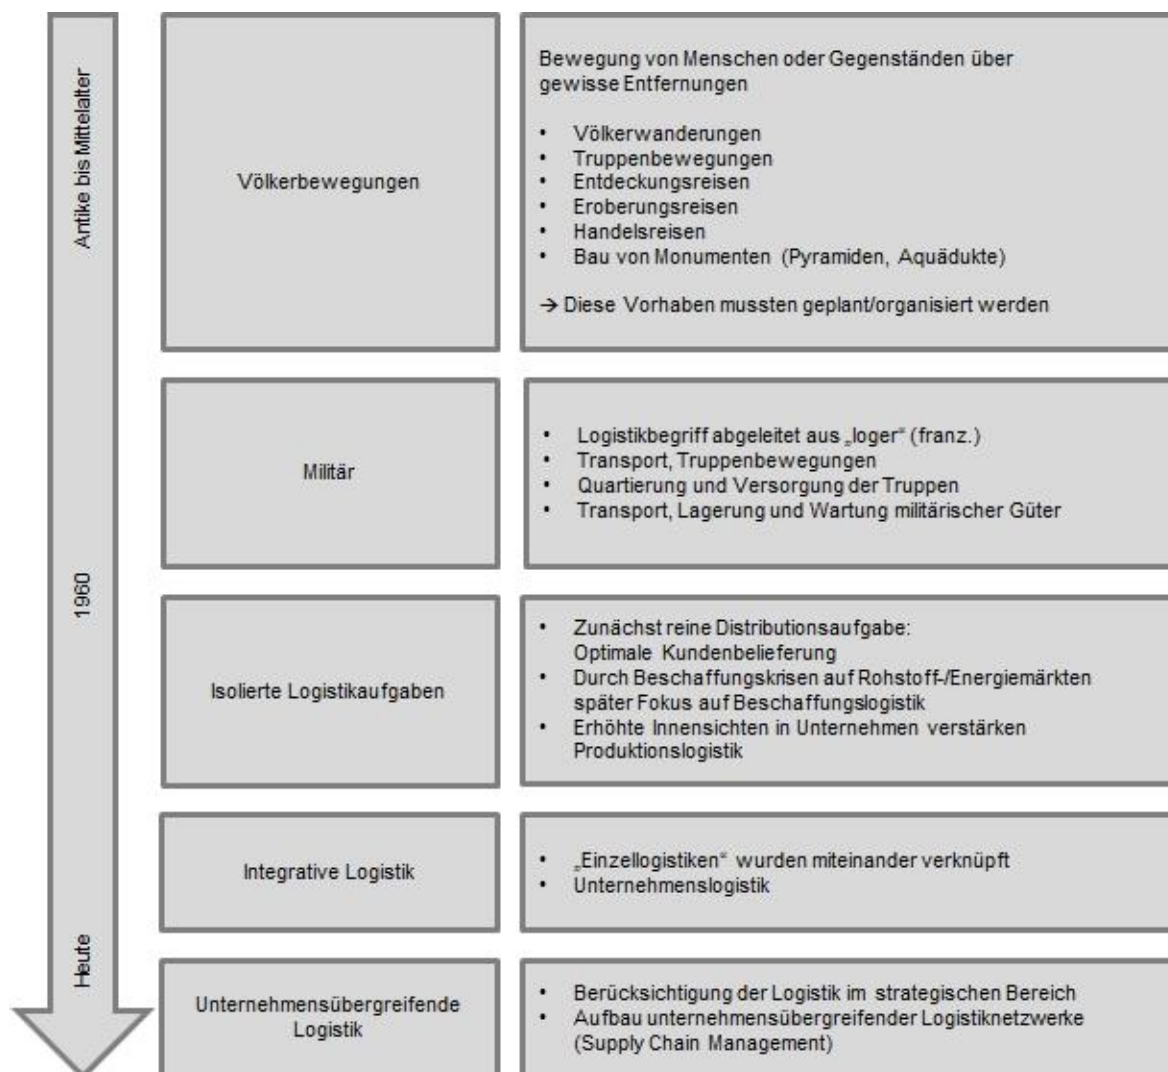 Antike bis Mittelalter
Völkerbewegungen
Bewegung von Menschen oder Gegenständen über
gewisse Entfernungen
• Völkerwanderungen
• Truppenbewegungen
• Entdeckungsreisen
• Eroberungsreisen
• Handelsreisen
• Bau von Monumenten (Pyramiden, Aquädukte)
→ Diese Vorhaben mussten geplant/organisiert werden
Militär
• Logistikbegriff abgeleitet aus „loger“ (franz.)
• Transport, Truppenbewegungen
• Quartierung und Versorgung der Truppen
• Transport, Lagerung und Wartung militärischer Güter
1960
Isolierte Logistikaufgaben
• Zunächst reine Distributionsaufgabe:
Optimale Kundenbelieferung
• Durch Beschaffungskrisen auf Rohstoff-/Energiemärkten
später Fokus auf Beschaffungslogistik
• Erhöhte Innensichten in Unternehmen verstärken
Produktionslogistik
Integrative Logistik
• „Einzellogistiken“ wurden miteinander verknüpft
• Unternehmenslogistik
Heute
Unternehmensübergreifende
Logistik
• Berücksichtigung der Logistik im strategischen Bereich
• Aufbau unternehmensübergreifender Logistiknetzwerke
(Supply Chain Management)